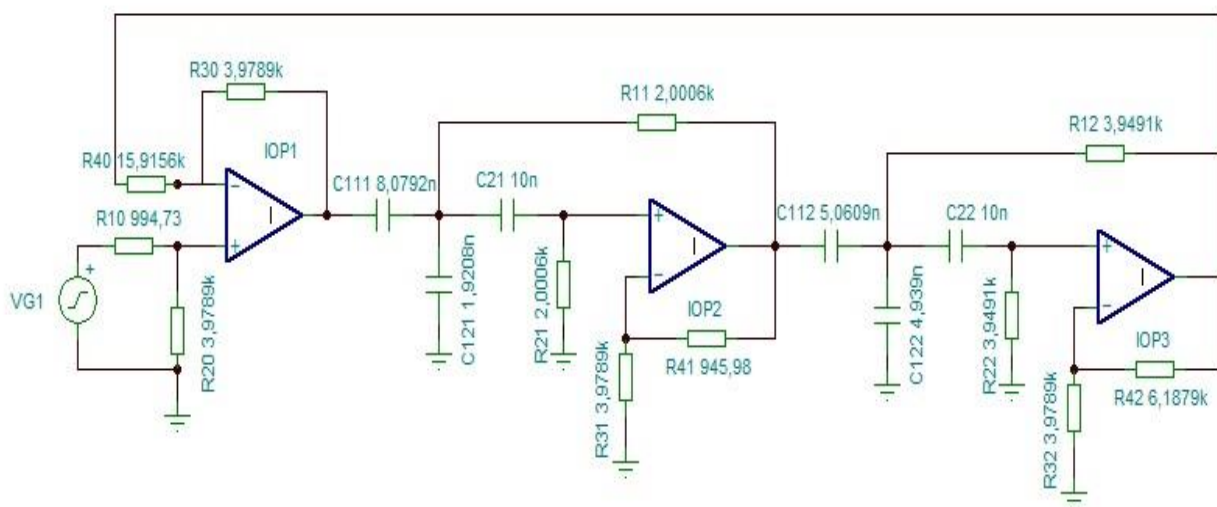 R30 3,9789k
R11 2,0006k
R12 3,9491k
IOP1
R40 15,9156k
C111 8,0792n
C21 10n
R10 994,73
C112 5,0609n
C22 10n
+
-
VG1
R20 3,9789k
C121 1,9208n
R21 2,0006k
IOP2
R41 945,98
R31 3,9789k
C122 4,939n
R22 3,9491k
IOP3
R42 6,1879k
R32 3,9789k